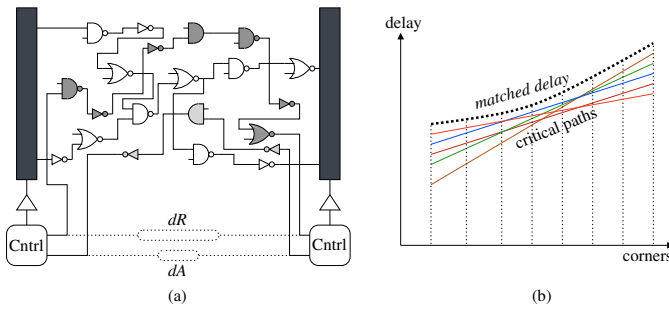 delay
matched delay
critical paths
dR
Cntrl
Cntrl
dA
corners
(a)
(b)